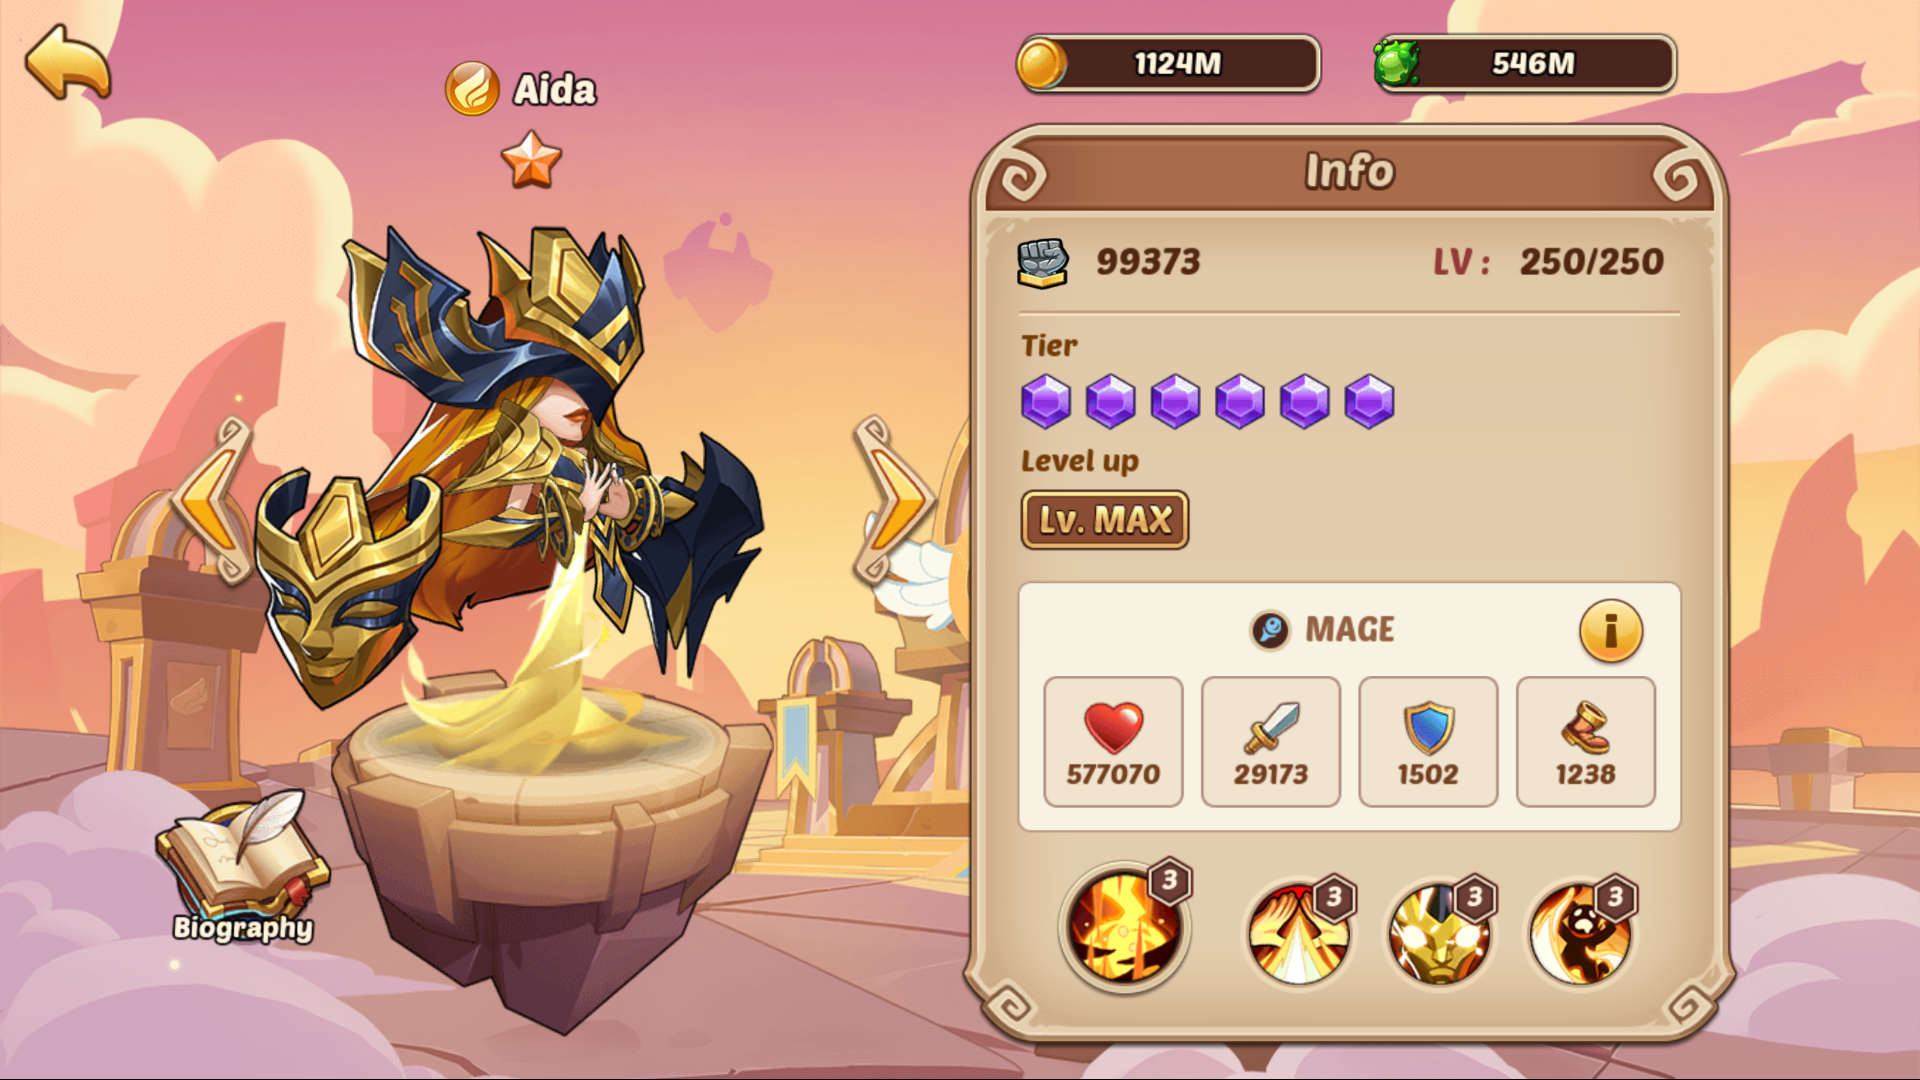 1124M
546M
Aida
Info
99373
LV : 250/250
Tier
Level up
Lv. MAX
MAGE
577070
29173
1502
1238
3
3
3
3
Biography